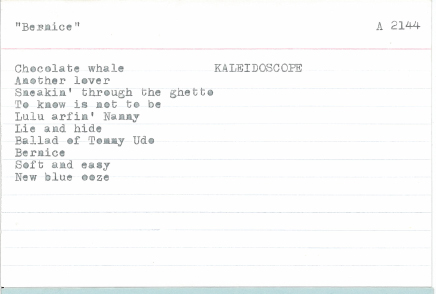 "Bernice" A 2144
Chocolate whale KALEIDOSCOPE
Another lover
Sneakin' through the ghetto
To know is not to be
Lulu arfin' Nanny
Lie and hide
Ballad of Tommy Udo
Bernice
Soft and easy
New blue ooze